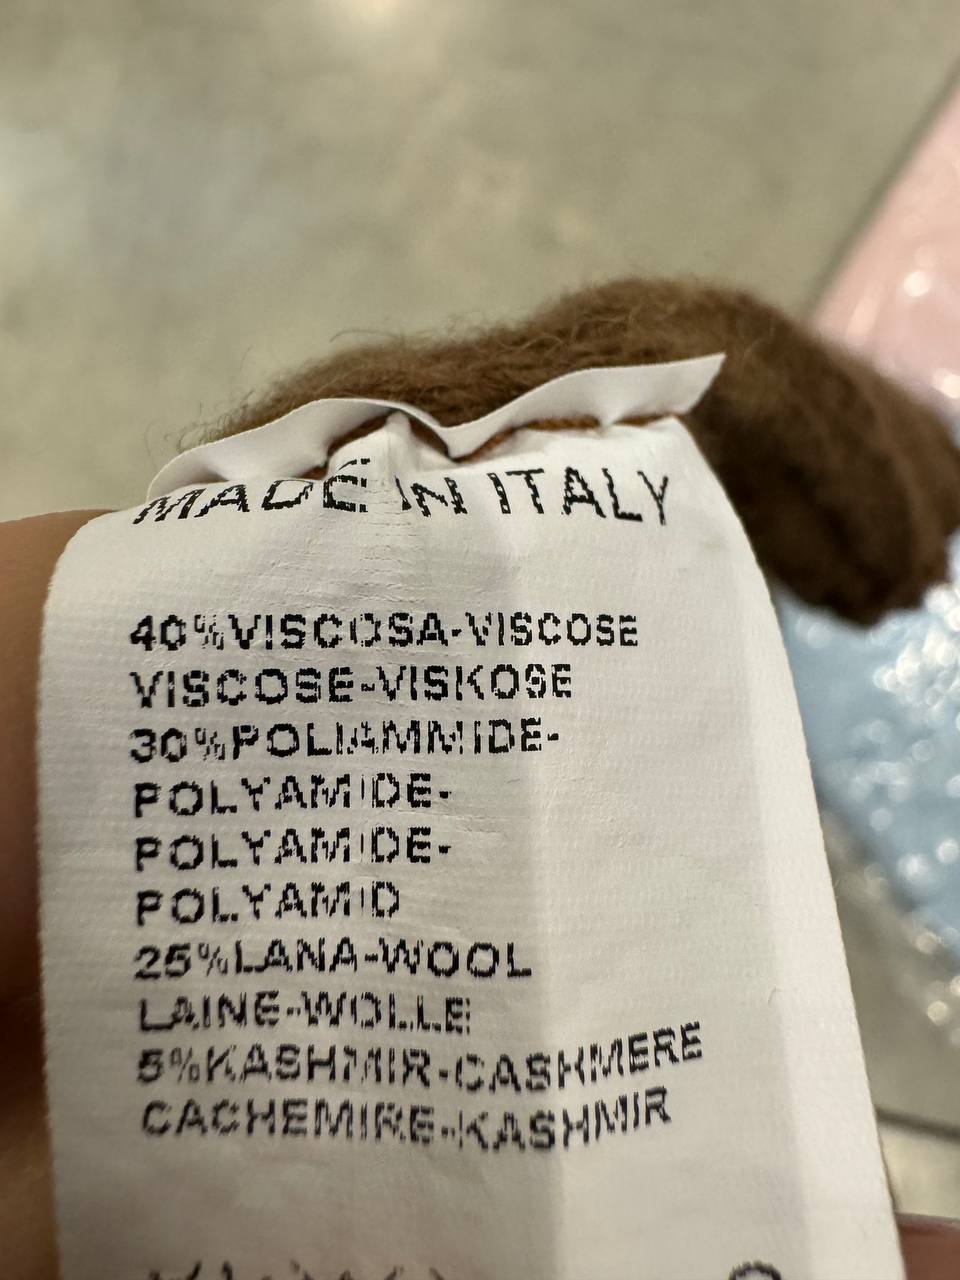 MADE IN ITALY
40%VISCOSA-VISCOSE
VISCOSE-VISKOSE
30%POLIAMMIDE-
POLYAMIDE-
POLYAMIDE-
POLYAMID
25%LANA-WOOL
LAINE-WOLLE
5%KASHMIR-CASHMERE
CACHEMIRE-KASHMIR